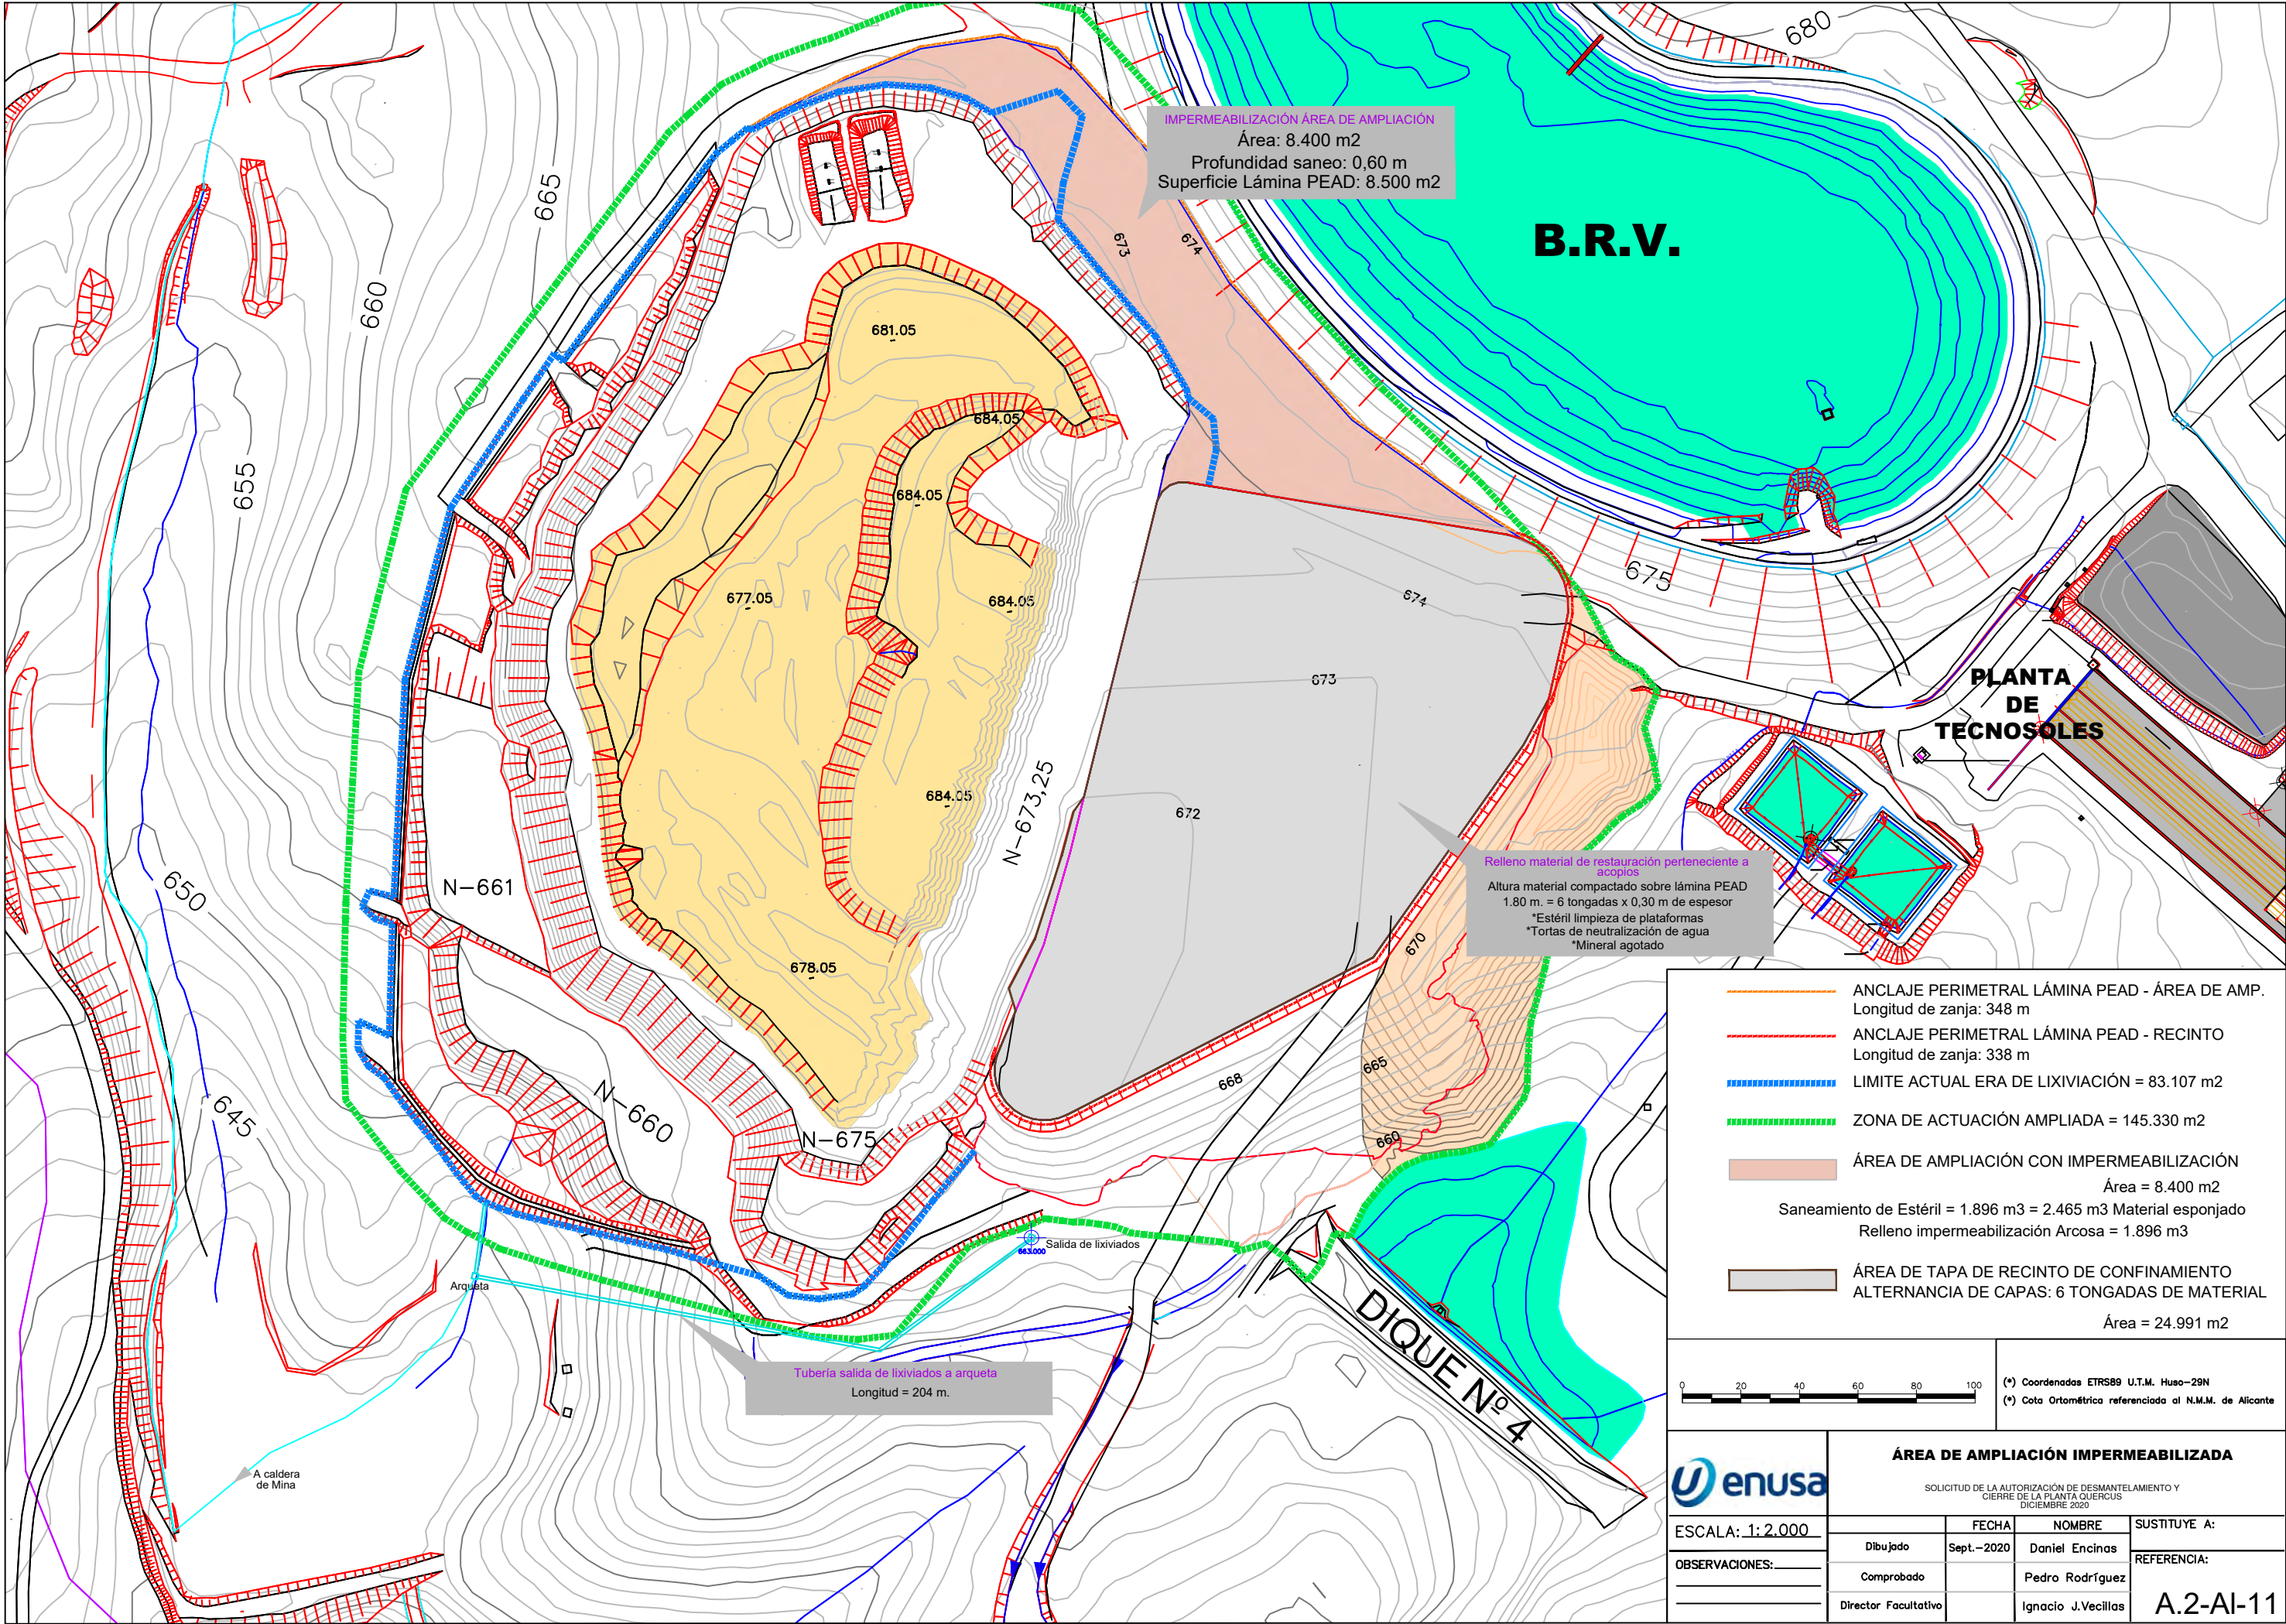 680
IMPERMEABILIZACIÓN ÁREA DE AMPLIACIÓN
Área: 8.400 m2
Profundidad saneo: 0,60 m
Superficie Lámina PEAD: 8.500 m2
665
B.R.V.
673
674
660
681.05
684.05
655
684.05
675
677.05
684.05
674
673
PLANTA
DE
TECNOSOLES
684.05
N-673,25
672
650
N-661
Relleno material de restauración perteneciente a
acopios
Altura material compactado sobre lámina PEAD
1.80 m. = 6 tongadas x 0,30 m de espesor
*Estéril limpieza de plataformas
*Tortas de neutralización de agua
*Mineral agotado
670
678.05
ANCLAJE PERIMETRAL LÁMINA PEAD - ÁREA DE AMP.
Longitud de zanja: 348 m
ANCLAJE PERIMETRAL LÁMINA PEAD - RECINTO
Longitud de zanja: 338 m
LIMITE ACTUAL ERA DE LIXIVIACIÓN = 83.107 m2
ZONA DE ACTUACIÓN AMPLIADA = 145.330 m2
ÁREA DE AMPLIACIÓN CON IMPERMEABILIZACIÓN
Área = 8.400 m2
Saneamiento de Estéril = 1.896 m3 = 2.465 m3 Material esponjado
Relleno impermeabilización Arcosa = 1.896 m3
ÁREA DE TAPA DE RECINTO DE CONFINAMIENTO
ALTERNANCIA DE CAPAS: 6 TONGADAS DE MATERIAL
Área = 24.991 m2
665
668
645
N-660
N-675
660
Salida de lixiviados
663.000
Arqueta
DIQUE Nº 4
Tubería salida de lixiviados a arqueta
Longitud = 204 m.
A caldera
de Mina
0 20 40 60 80 100
(*) Coordenadas ETRS89 U.T.M. Huso-29N
(*) Cota Ortométrica referenciada al N.M.M. de Alicante
enusa
ÁREA DE AMPLIACIÓN IMPERMEABILIZADA
SOLICITUD DE LA AUTORIZACIÓN DE DESMANTELAMIENTO Y
CIERRE DE LA PLANTA QUERCUS
DICIEMBRE 2020
ESCALA: 1:2.000
OBSERVACIONES:
FECHA NOMBRE
Dibujado Sept.-2020 Daniel Encinas
Comprobado Pedro Rodríguez
Director Facultativo Ignacio J.Vecillas
SUSTITUYE A:
REFERENCIA:
A.2-AI-11